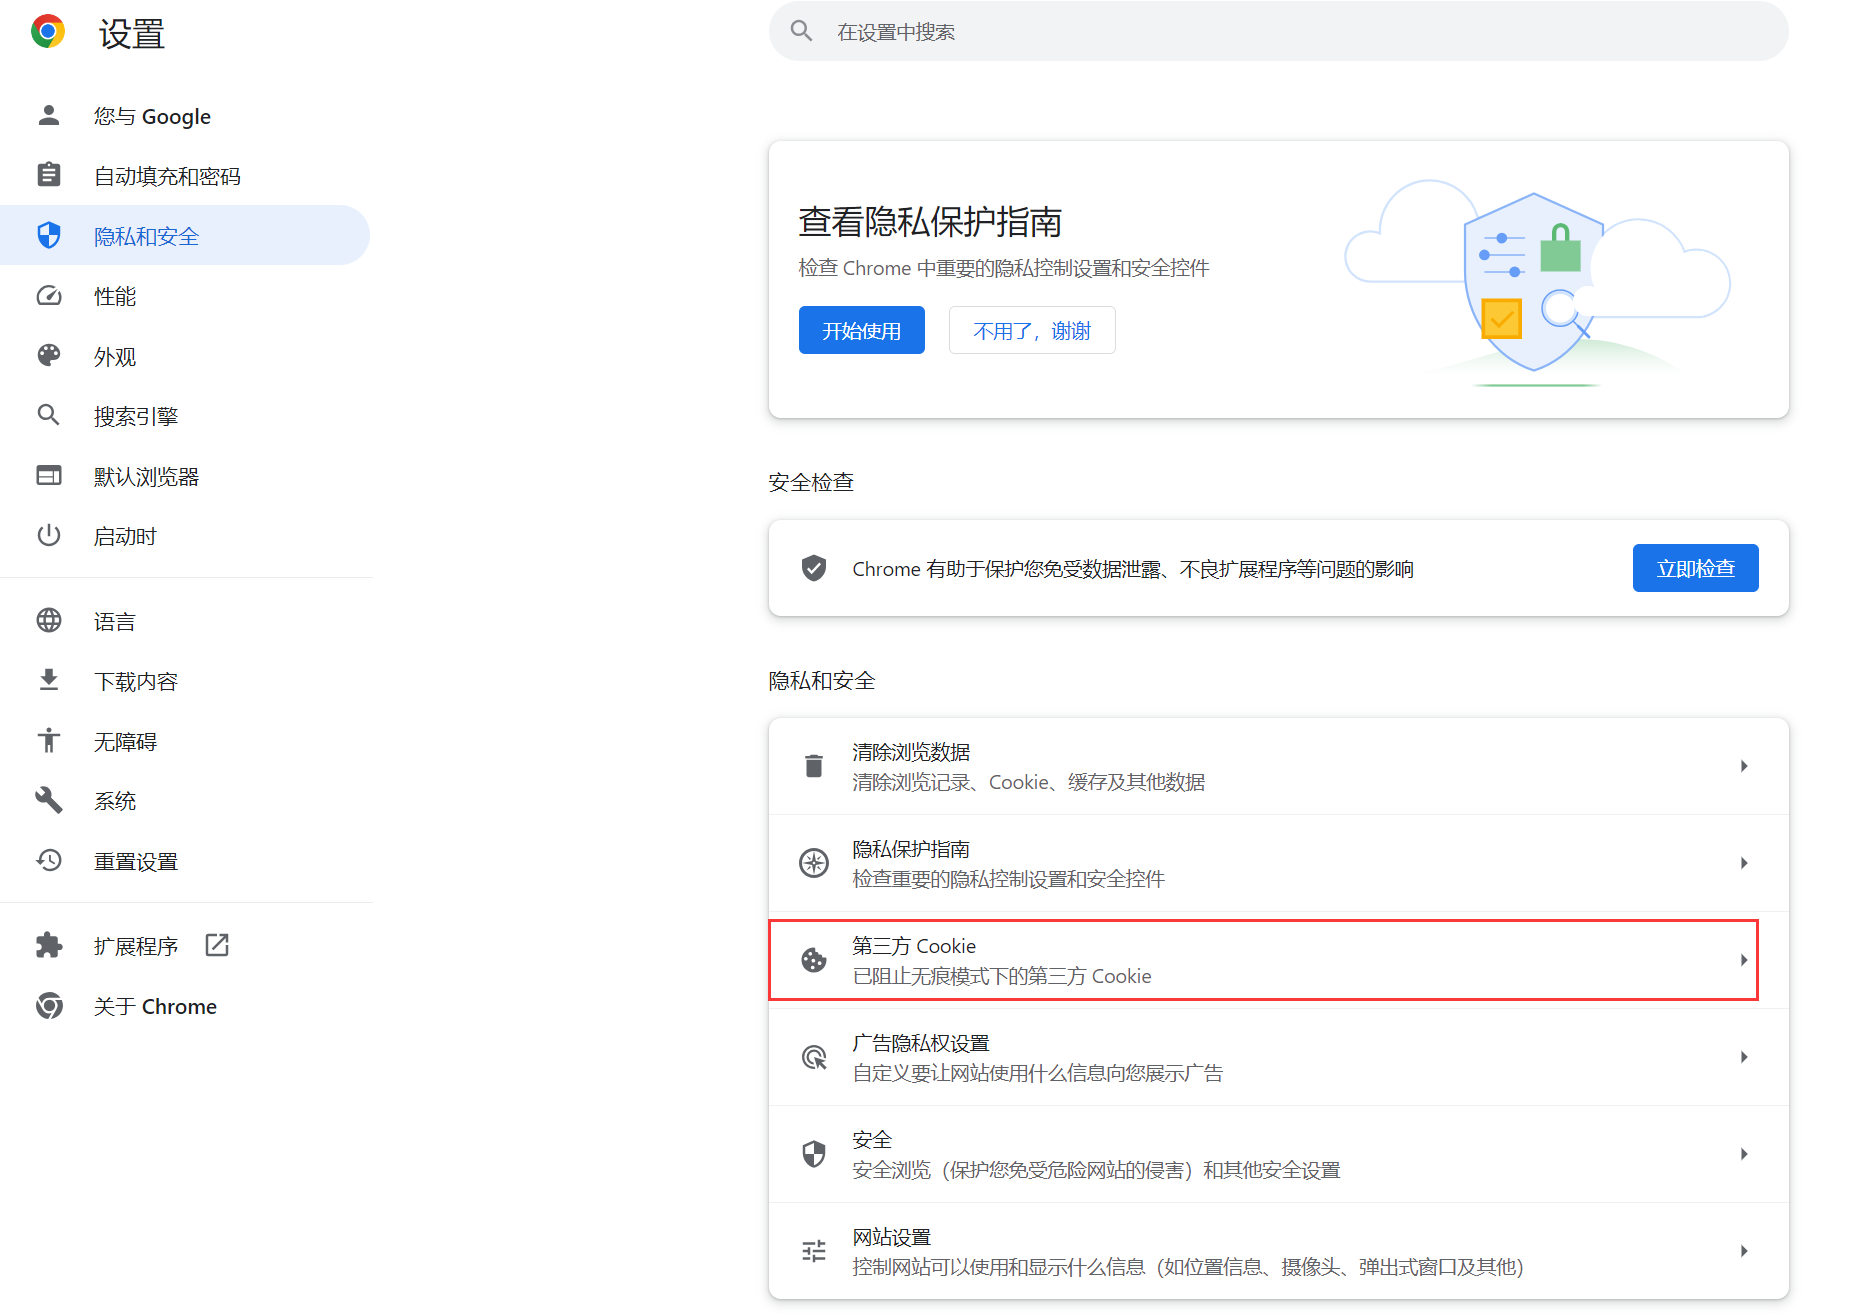 设置
在设置中搜索
您与 Google
自动填充和密码
隐私和安全
性能
外观
搜索引擎
默认浏览器
启动时
语言
下载内容
无障碍
系统
重置设置
扩展程序
关于 Chrome
查看隐私保护指南
检查 Chrome 中重要的隐私控制设置和安全控件
开始使用
不用了，谢谢
安全检查
Chrome 有助于保护您免受数据泄露、不良扩展程序等问题的影响
立即检查
隐私和安全
清除浏览数据
清除浏览记录、Cookie、缓存及其他数据
隐私保护指南
检查重要的隐私控制设置和安全控件
第三方 Cookie
已阻止无痕模式下的第三方 Cookie
广告隐私权设置
自定义要让网站使用什么信息向您展示广告
安全
安全浏览（保护您免受危险网站的侵害）和其他安全设置
网站设置
控制网站可以使用和显示什么信息（如位置信息、摄像头、弹出式窗口及其他）